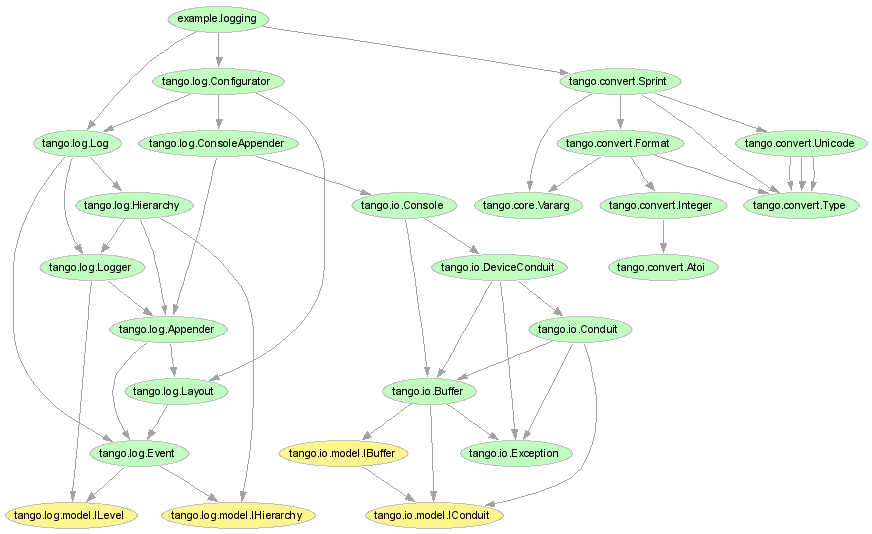 example.logging
tango.log.Configurator
tango.convert.Sprint
tango.log.Log
tango.log.ConsoleAppender
tango.convert.Format
tango.convert.Unicode
tango.log.Hierarchy
tango.io.Console
tango.core.Vararg
tango.convert.Integer
tango.convert.Type
tango.log.Logger
tango.io.DeviceConduit
tango.convert.Atoi
tango.log.Appender
tango.io.Conduit
tango.log.Layout
tango.io.Buffer
tango.log.Event
tango.io.model.IBuffer
tango.io.Exception
tango.log.model.ILevel
tango.log.model.IHierarchy
tango.io.model.IConduit